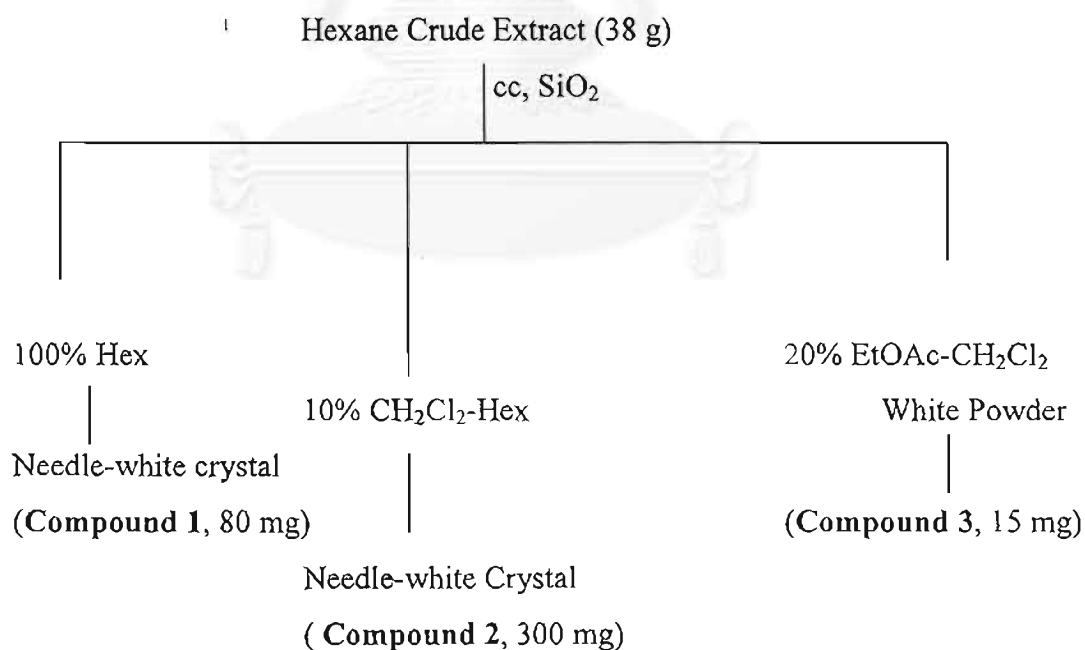 Hexane Crude Extract (38 g)
cc, SiO₂
100% Hex
Needle-white crystal
(Compound 1, 80 mg)
10% CH₂Cl₂-Hex
Needle-white Crystal
( Compound 2, 300 mg)
20% EtOAc-CH₂Cl₂
White Powder
(Compound 3, 15 mg)